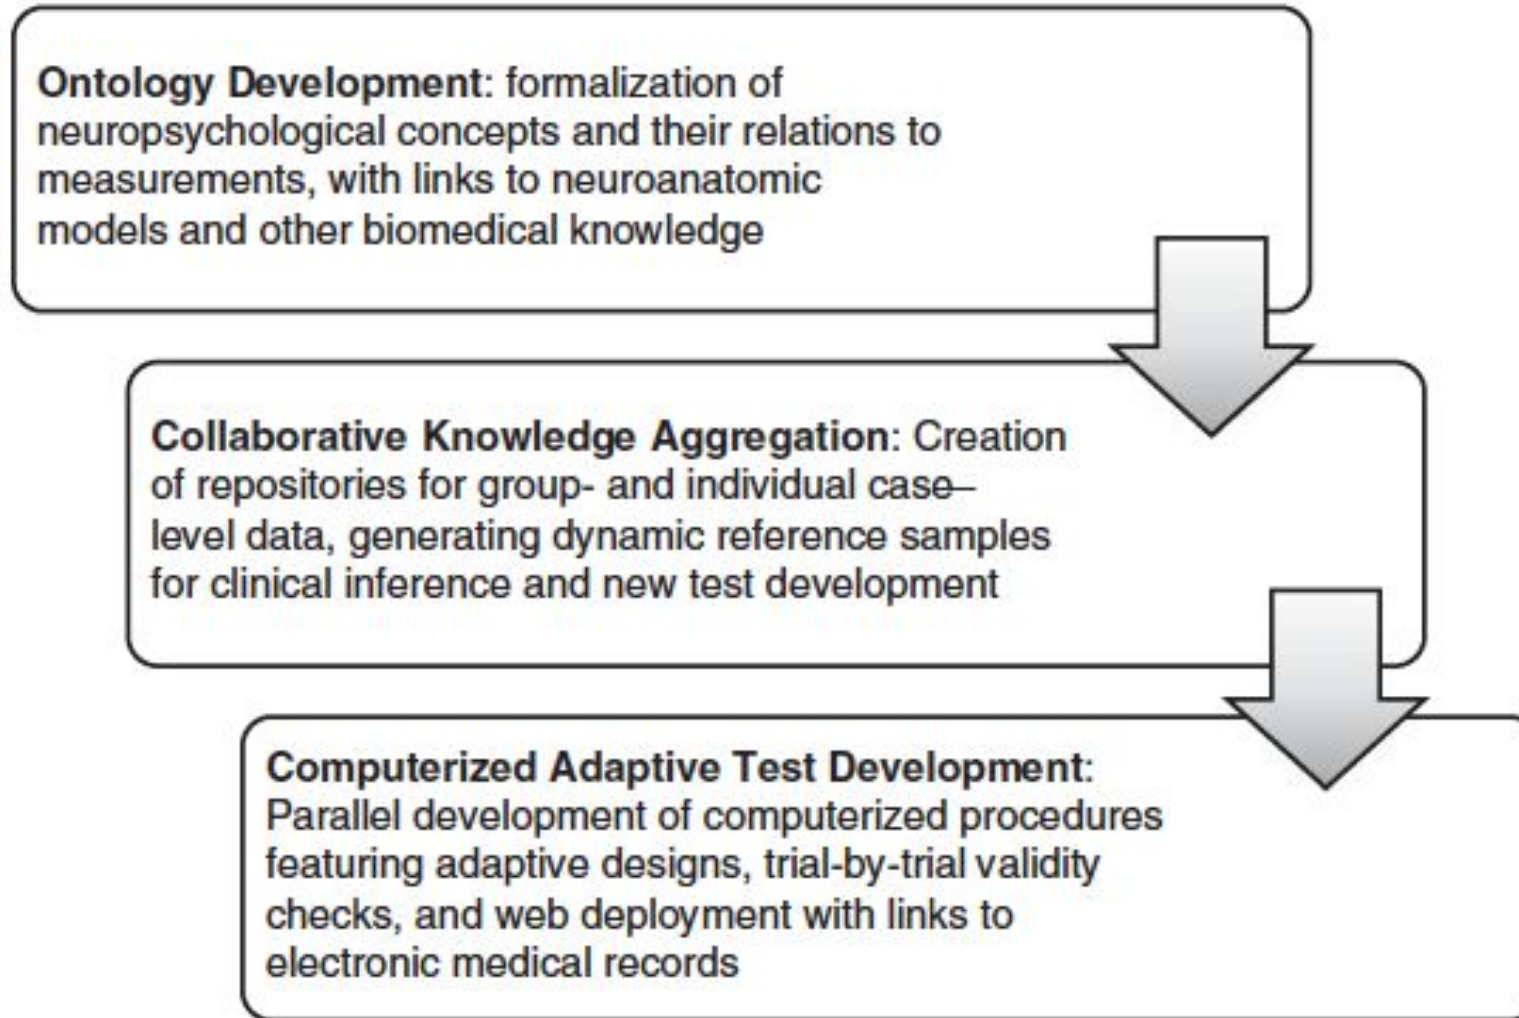 Ontology Development: formalization of
neuropsychological concepts and their relations to
measurements, with links to neuroanatomic
models and other biomedical knowledge
Collaborative Knowledge Aggregation: Creation
of repositories for group- and individual case–
level data, generating dynamic reference samples
for clinical inference and new test development
Computerized Adaptive Test Development:
Parallel development of computerized procedures
featuring adaptive designs, trial-by-trial validity
checks, and web deployment with links to
electronic medical records